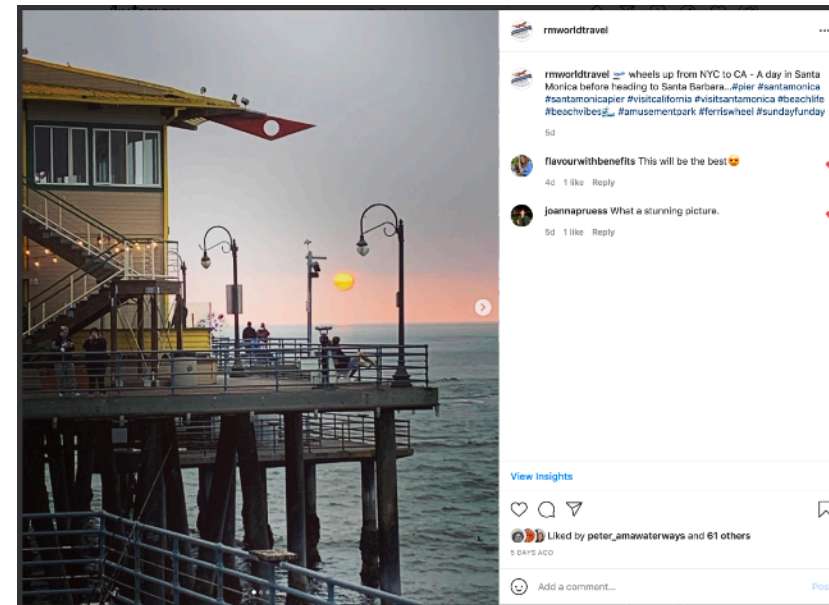 rmworldtravel
rmworldtravel 🛫 wheels up from NYC to CA - A day in Santa
Monica before heading to Santa Barbara...#pier #santamonica
#santamonicapier #visitcalifornia #visitsantamonica #beachlife
#beachvibes🏊 #amusementpark #ferriswheel #sundayfunday
5d
flavourwithbenefits This will be the best😍
4d 1 like Reply
joannapruess What a stunning picture.
5d 1 like Reply
View Insights
Liked by peter_amawaterways and 61 others
5 DAYS AGO
Add a comment...
Pos